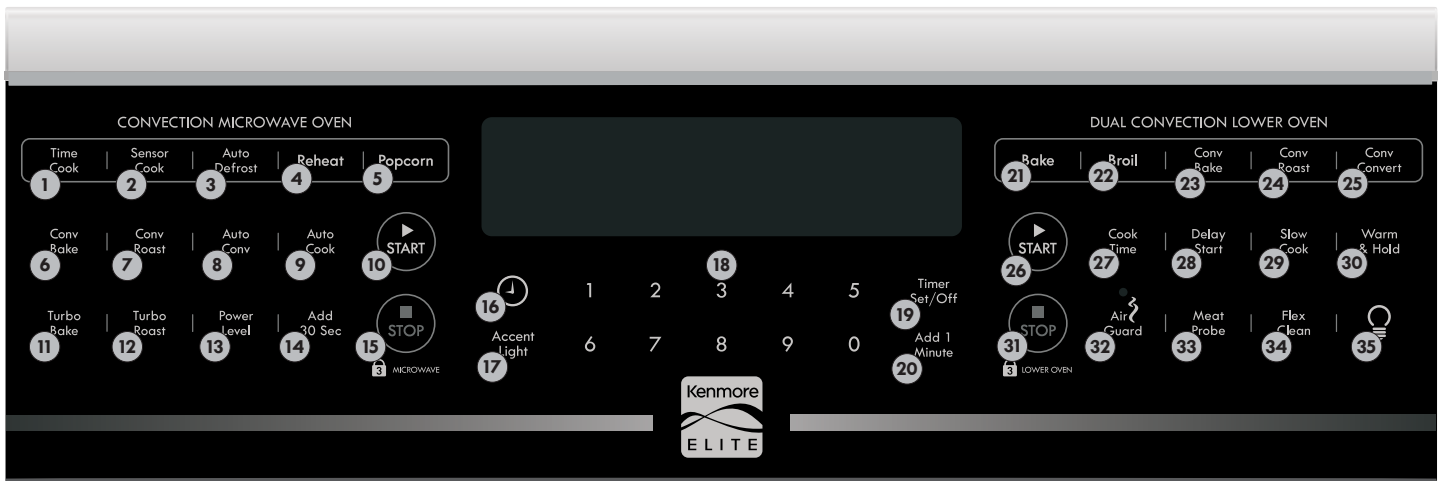 CONVECTION MICROWAVE OVEN
Time Cook
1
Sensor Cook
2
Auto Defrost
3
Reheat
4
Popcorn
5
Conv Bake
6
Conv Roast
7
Auto Conv
8
Auto Cook
9
START
10
Turbo Bake
11
Turbo Roast
12
Power Level
13
Add 30 Sec
14
STOP
15
3 MICROWAVE
16
Accent Light
17
18
1 2 3 4 5
6 7 8 9 0
Timer Set/Off
19
Add 1 Minute
20
Kenmore
ELITE
DUAL CONVECTION LOWER OVEN
Bake
21
Broil
22
Conv Bake
23
Conv Roast
24
Conv Convert
25
START
26
Cook Time
27
Delay Start
28
Slow Cook
29
Warm & Hold
30
STOP
31
3 LOWER OVEN
Air Guard
32
Meat Probe
33
Flex Clean
34
35